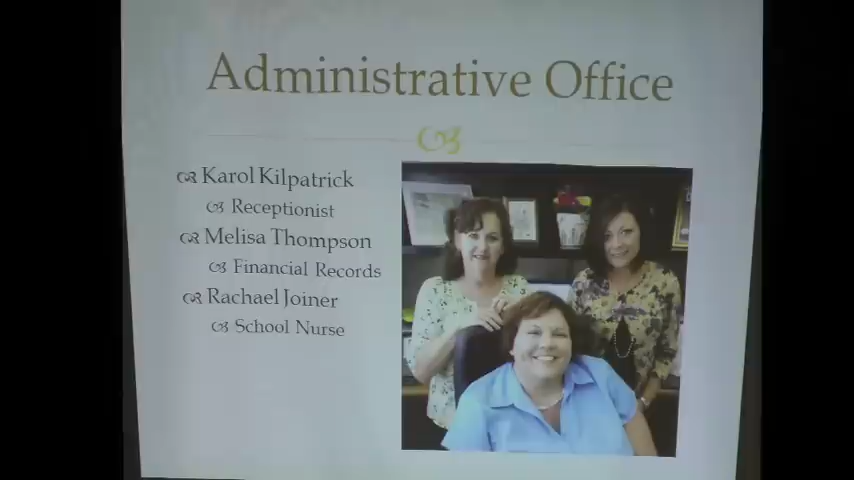 Administrative Office
Karol Kilpatrick
Receptionist
Melisa Thompson
Financial Records
Rachael Joiner
School Nurse